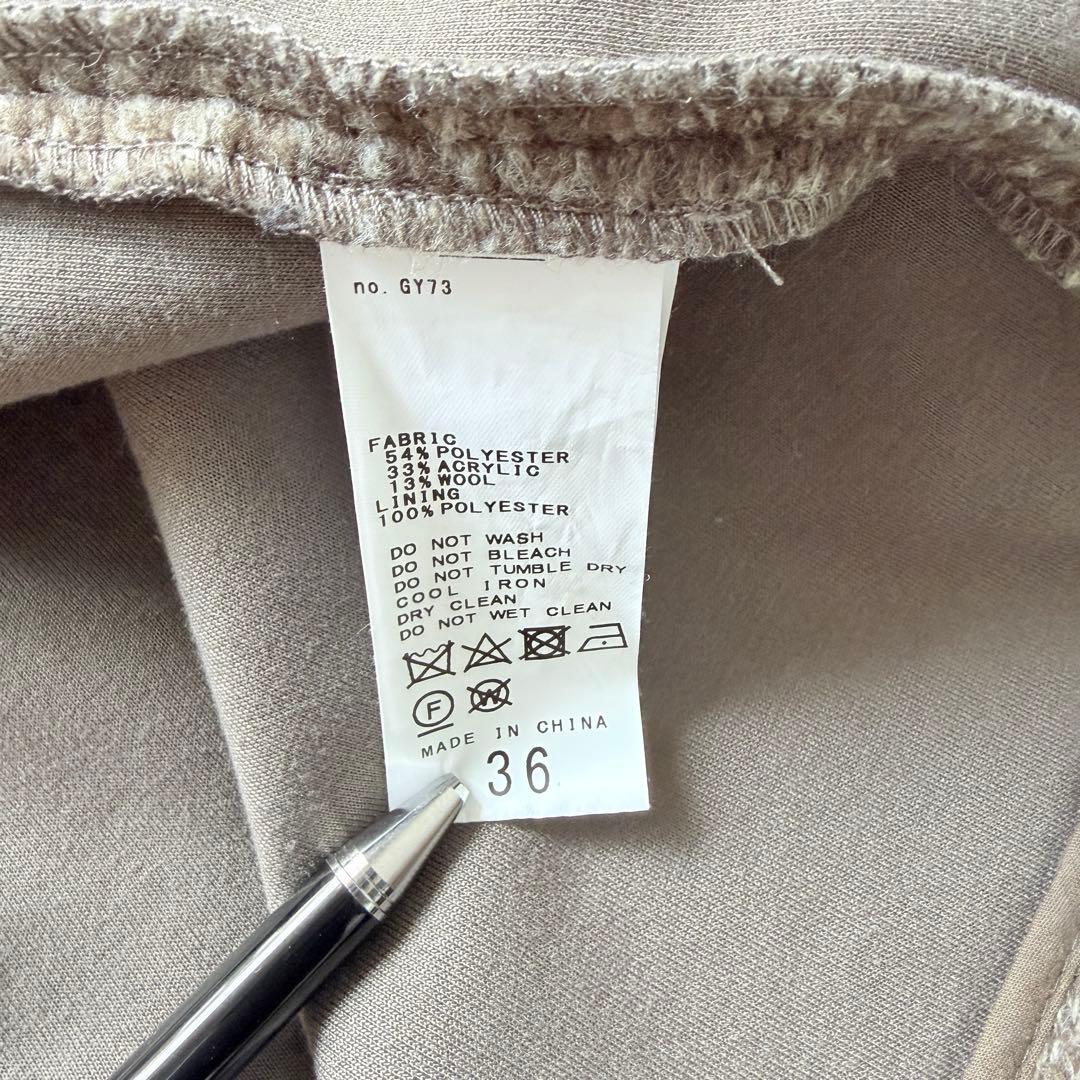 no. GY73
FABRIC
54% POLYESTER
33% ACRYLIC
13% WOOL
LINING
100% POLYESTER
DO NOT WASH
DO NOT BLEACH
DO NOT TUMBLE DRY
COOL IRON
DRY CLEAN
DO NOT WET CLEAN
F W
MADE IN CHINA
36